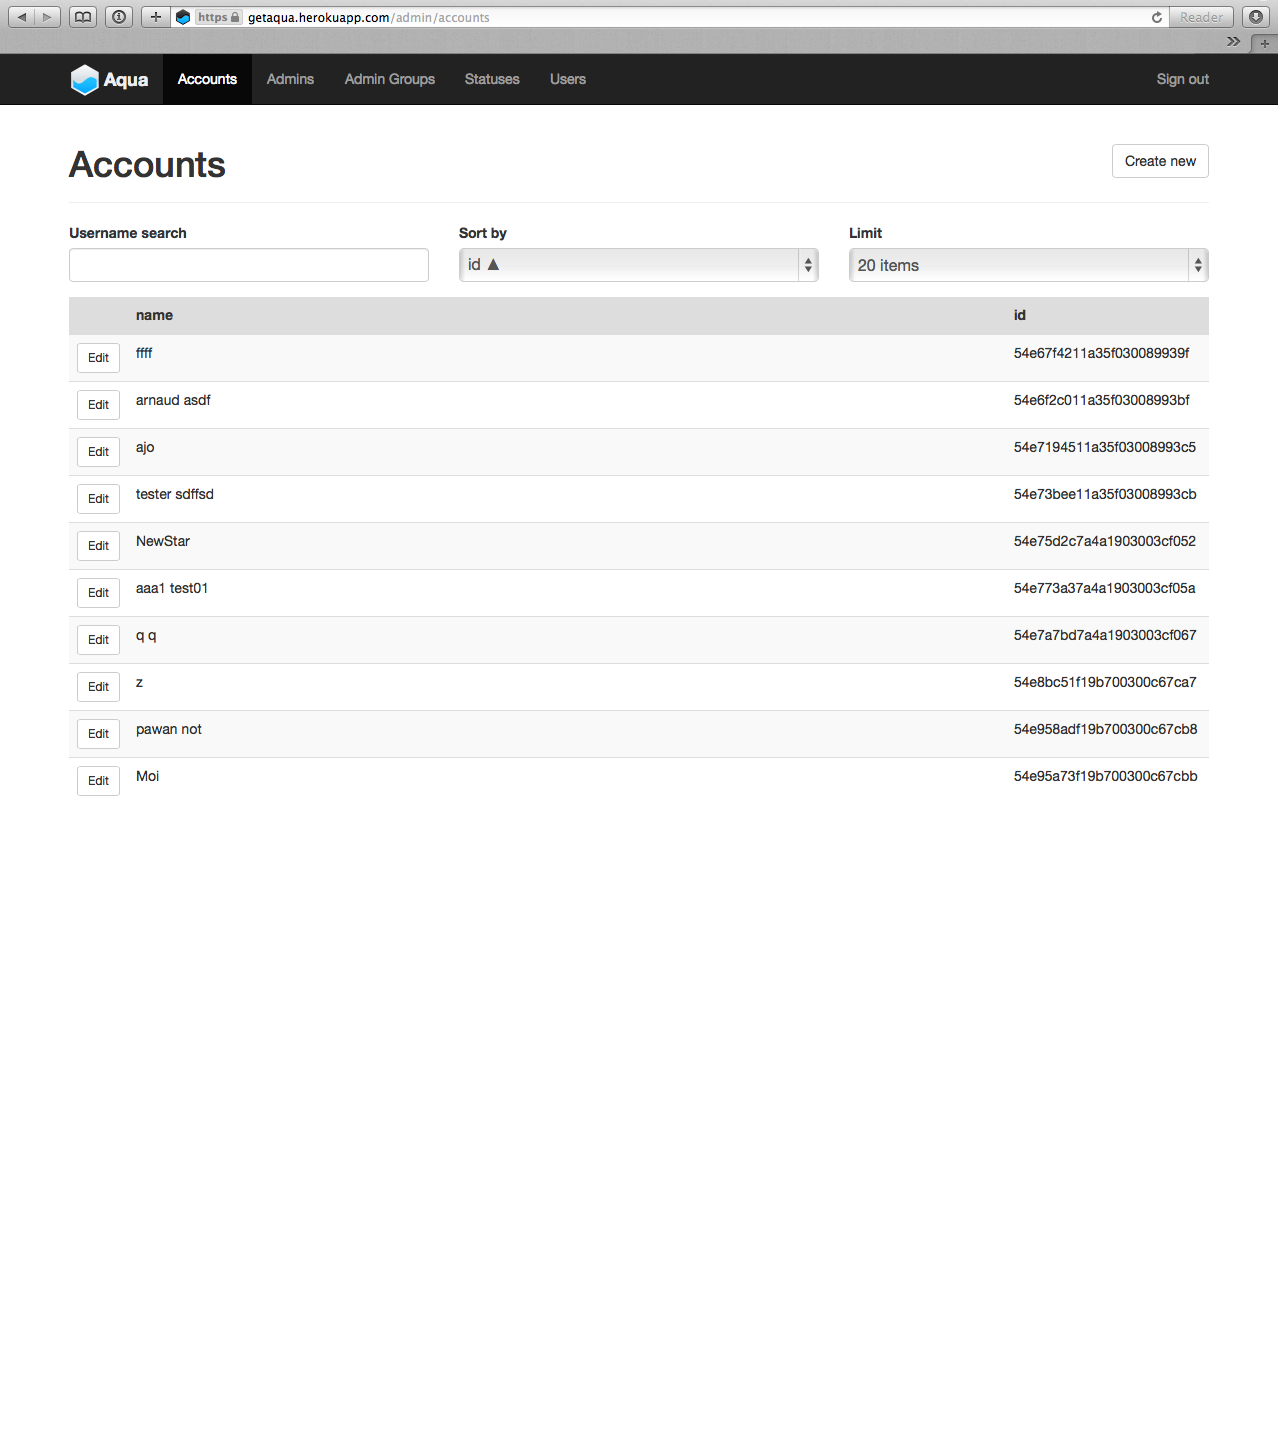 https getaqua.herokuapp.com/admin/accounts Reader
Aqua Accounts Admins Admin Groups Statuses Users Sign out
Accounts Create new
Username search Sort by Limit
id ▲ 20 items
name id
Edit ffff 54e67f4211a35f030089939f
Edit arnaud asdf 54e6f2c011a35f03008993bf
Edit ajo 54e7194511a35f03008993c5
Edit tester sdffsd 54e73bee11a35f03008993cb
Edit NewStar 54e75d2c7a4a1903003cf052
Edit aaa1 test01 54e773a37a4a1903003cf05a
Edit q q 54e7a7bd7a4a1903003cf067
Edit z 54e8bc51f19b700300c67ca7
Edit pawan not 54e958adf19b700300c67cb8
Edit Moi 54e95a73f19b700300c67cbb